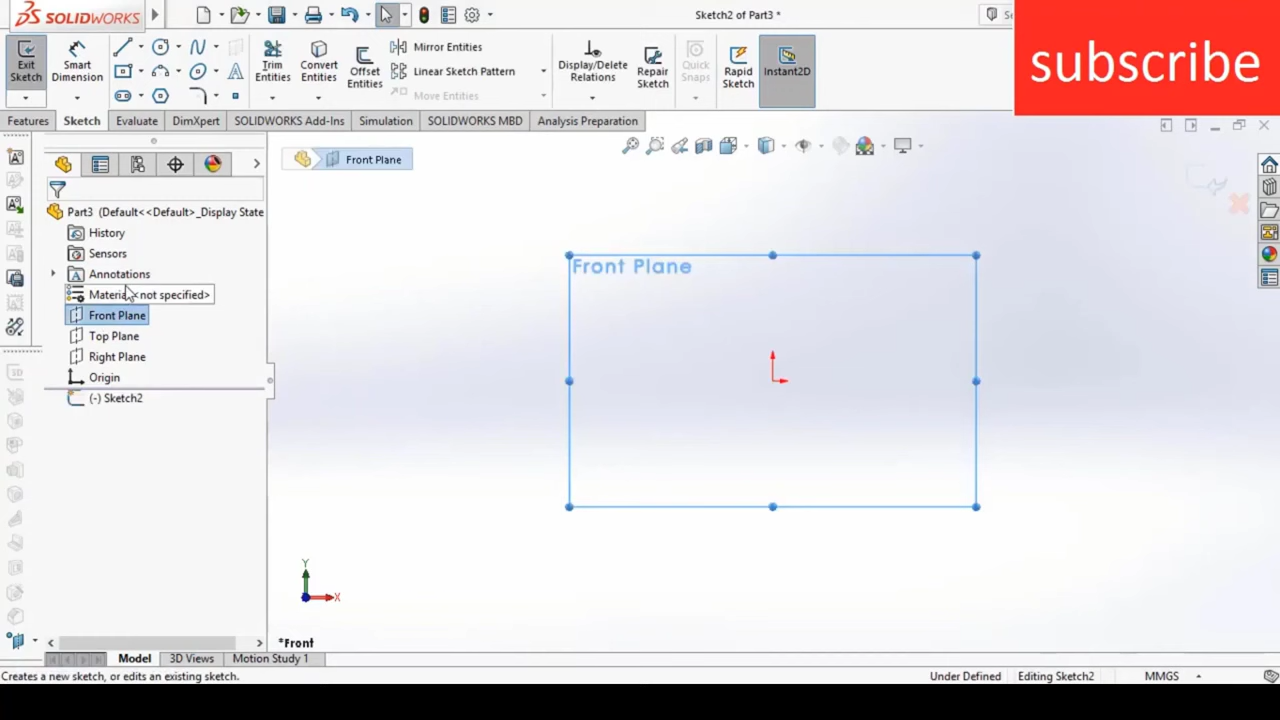 SOLIDWORKS
Sketch2 of Part3 *
subscribe
Exit Sketch
Smart Dimension
Trim Entities
Convert Entities
Offset Entities
Mirror Entities
Linear Sketch Pattern
Move Entities
Display/Delete Relations
Repair Sketch
Quick Snaps
Rapid Sketch
Instant2D
Features
Sketch
Evaluate
DimXpert
SOLIDWORKS Add-Ins
Simulation
SOLIDWORKS MBD
Analysis Preparation
Front Plane
Part3 (Default<<Default>_Display State
History
Sensors
Annotations
Material <not specified>
Front Plane
Top Plane
Right Plane
Origin
(-) Sketch2
Front Plane
Y
X
*Front
Model
3D Views
Motion Study 1
Creates a new sketch, or edits an existing sketch.
Under Defined
Editing Sketch2
MMGS